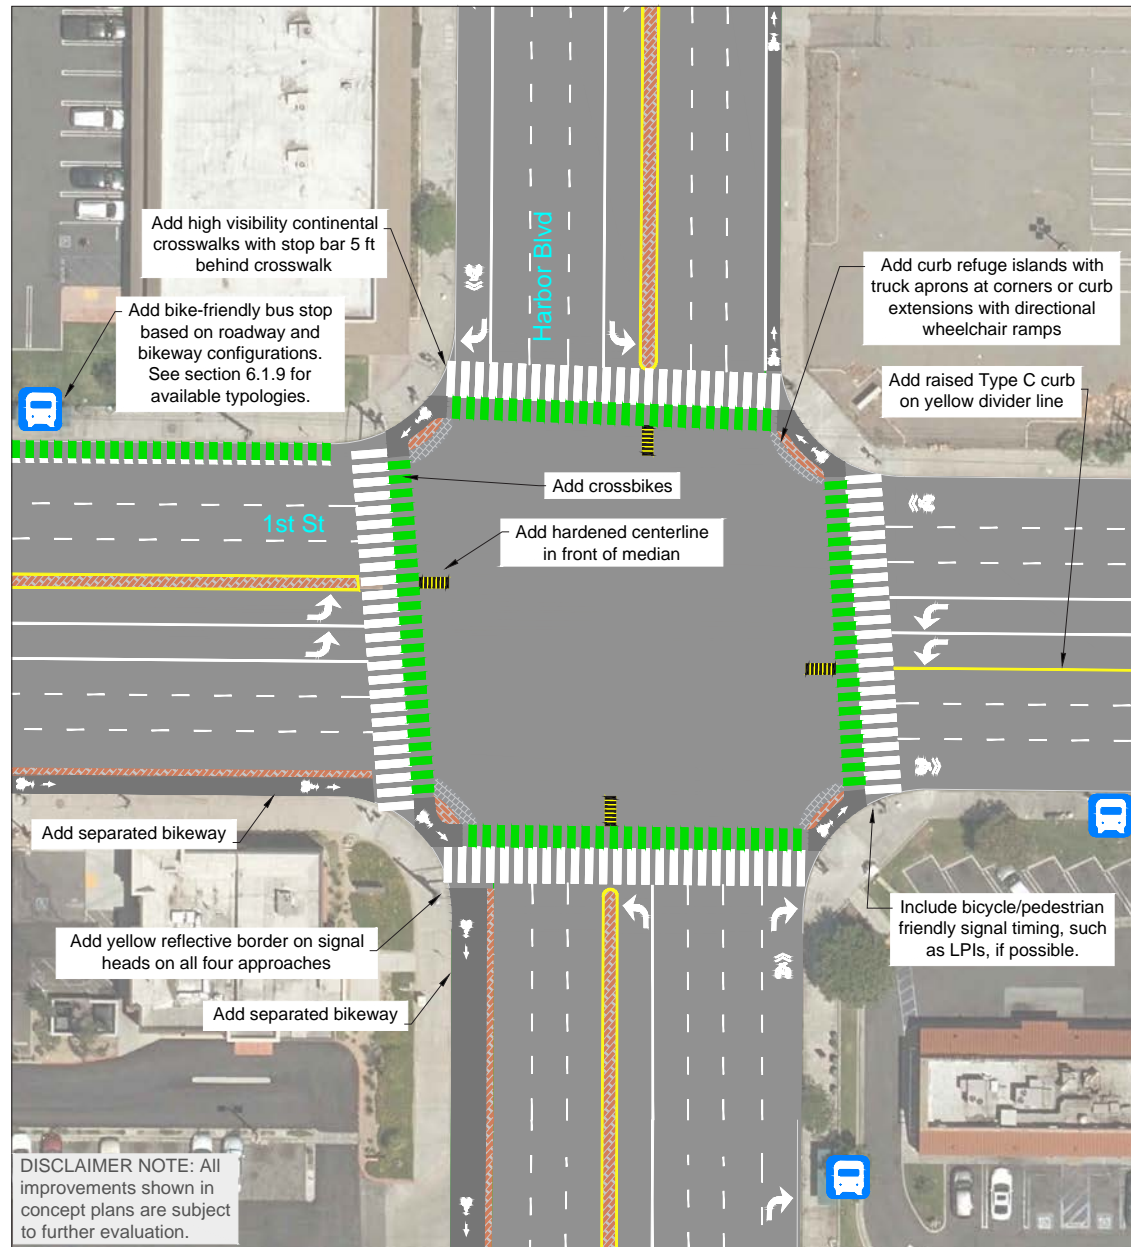 Harbor Blvd
Add high visibility continental
crosswalks with stop bar 5 ft
behind crosswalk
Add curb refuge islands with
truck aprons at corners or curb
extensions with directional
wheelchair ramps
Add bike-friendly bus stop
based on roadway and
bikeway configurations.
See section 6.1.9 for
available typologies.
Add raised Type C curb
on yellow divider line
Add crossbikes
1st St
Add hardened centerline
in front of median
Add separated bikeway
Include bicycle/pedestrian
friendly signal timing, such
as LPIs, if possible.
Add yellow reflective border on signal
heads on all four approaches
Add separated bikeway
DISCLAIMER NOTE: All
improvements shown in
concept plans are subject
to further evaluation.